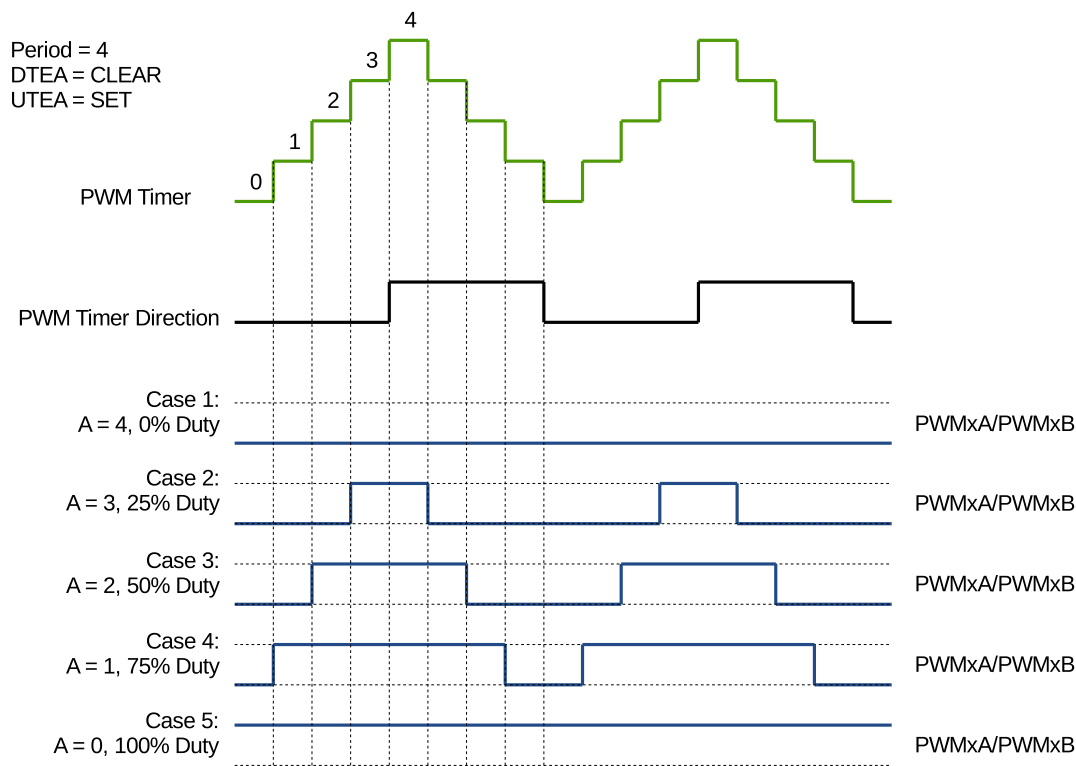 4
Period = 4
DTEA = CLEAR
UTEA = SET
3
2
1
0
PWM Timer
PWM Timer Direction
Case 1:
A = 4, 0% Duty
PWMxA/PWMxB
Case 2:
A = 3, 25% Duty
PWMxA/PWMxB
Case 3:
A = 2, 50% Duty
PWMxA/PWMxB
Case 4:
A = 1, 75% Duty
PWMxA/PWMxB
Case 5:
A = 0, 100% Duty
PWMxA/PWMxB